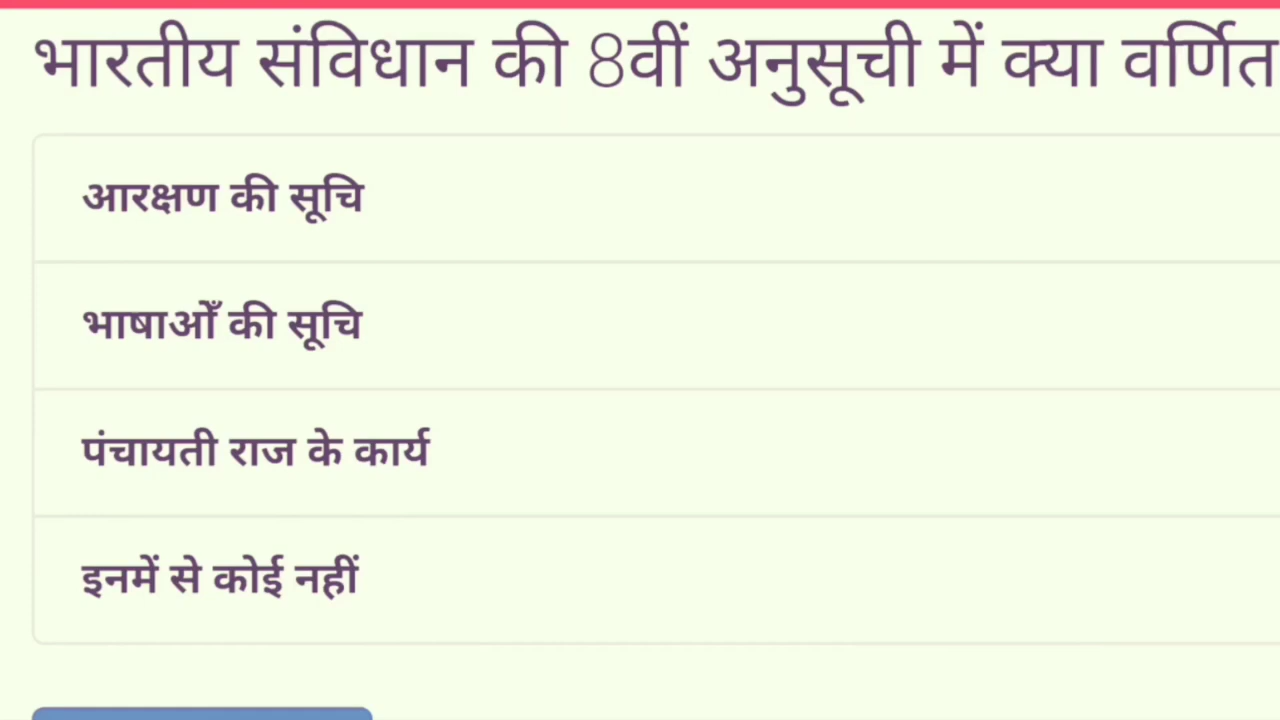 भारतीय संविधान की 8वीं अनुसूची में क्या वर्णित
आरक्षण की सूचि
भाषाओँ की सूचि
पंचायती राज के कार्य
इनमें से कोई नहीं